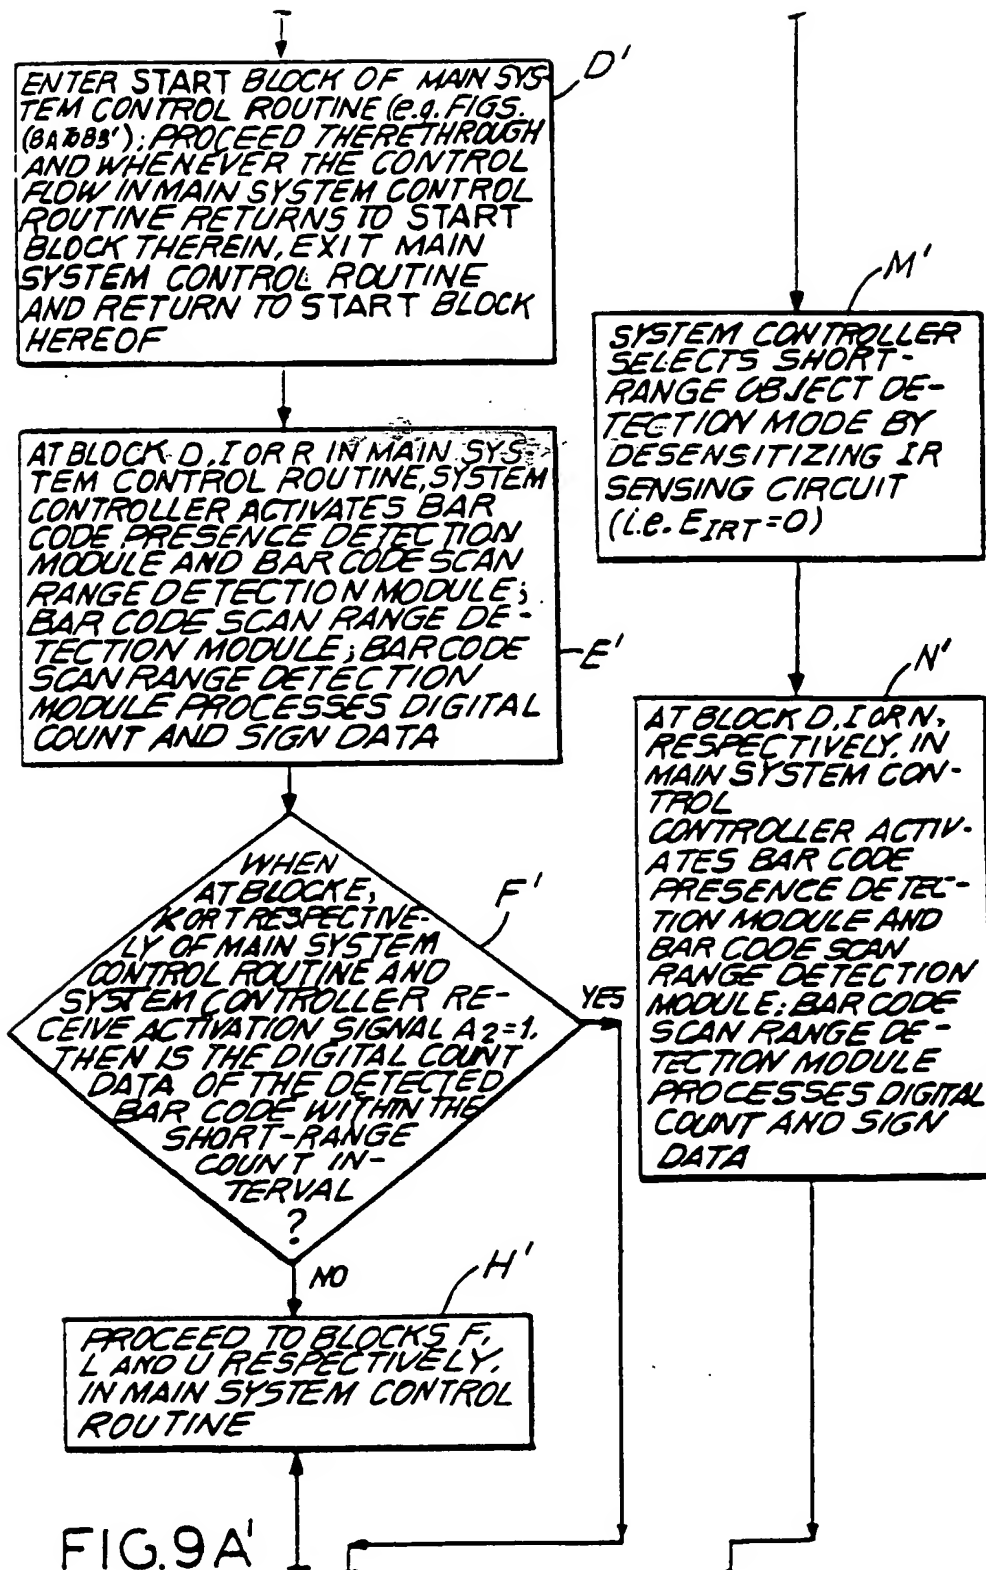 D'
ENTER START BLOCK OF MAIN SYS-
TEM CONTROL ROUTINE (e.g. FIGS.
(8A TO 8B'); PROCEED THERETHROUGH
AND WHENEVER THE CONTROL
FLOW IN MAIN SYSTEM CONTROL
ROUTINE RETURNS TO START
BLOCK THEREIN, EXIT MAIN
SYSTEM CONTROL ROUTINE
AND RETURN TO START BLOCK
HEREOF
E'
AT BLOCK D, I OR R IN MAIN SYS-
TEM CONTROL ROUTINE, SYSTEM
CONTROLLER ACTIVATES BAR
CODE PRESENCE DETECTION
MODULE AND BAR CODE SCAN
RANGE DETECTION MODULE;
BAR CODE SCAN RANGE DE-
TECTION MODULE; BAR CODE
SCAN RANGE DETECTION
MODULE PROCESSES DIGITAL
COUNT AND SIGN DATA
F'
WHEN
AT BLOCK E,
K OR T RESPECTIVE-
LY OF MAIN SYSTEM
CONTROL ROUTINE AND
SYSTEM CONTROLLER RE-
CEIVE ACTIVATION SIGNAL A2=1.
THEN IS THE DIGITAL COUNT
DATA OF THE DETECTED
BAR CODE WITHIN THE
SHORT-RANGE
COUNT IN-
TERVAL
?
YES
NO
H'
PROCEED TO BLOCKS F,
L AND U RESPECTIVELY,
IN MAIN SYSTEM CONTROL
ROUTINE
M'
SYSTEM CONTROLLER
SELECTS SHORT-
RANGE OBJECT DE-
TECTION MODE BY
DESENSITIZING IR
SENSING CIRCUIT
(i.e. EIRT=0)
N'
AT BLOCK D, I OR N,
RESPECTIVELY, IN
MAIN SYSTEM CON-
TROL
CONTROLLER ACTIV-
ATES BAR CODE
PRESENCE DETEC-
TION MODULE AND
BAR CODE SCAN
RANGE DETECTION
MODULE; BAR CODE
SCAN RANGE DE-
TECTION MODULE
PROCESSES DIGITAL
COUNT AND SIGN
DATA
FIG. 9A'